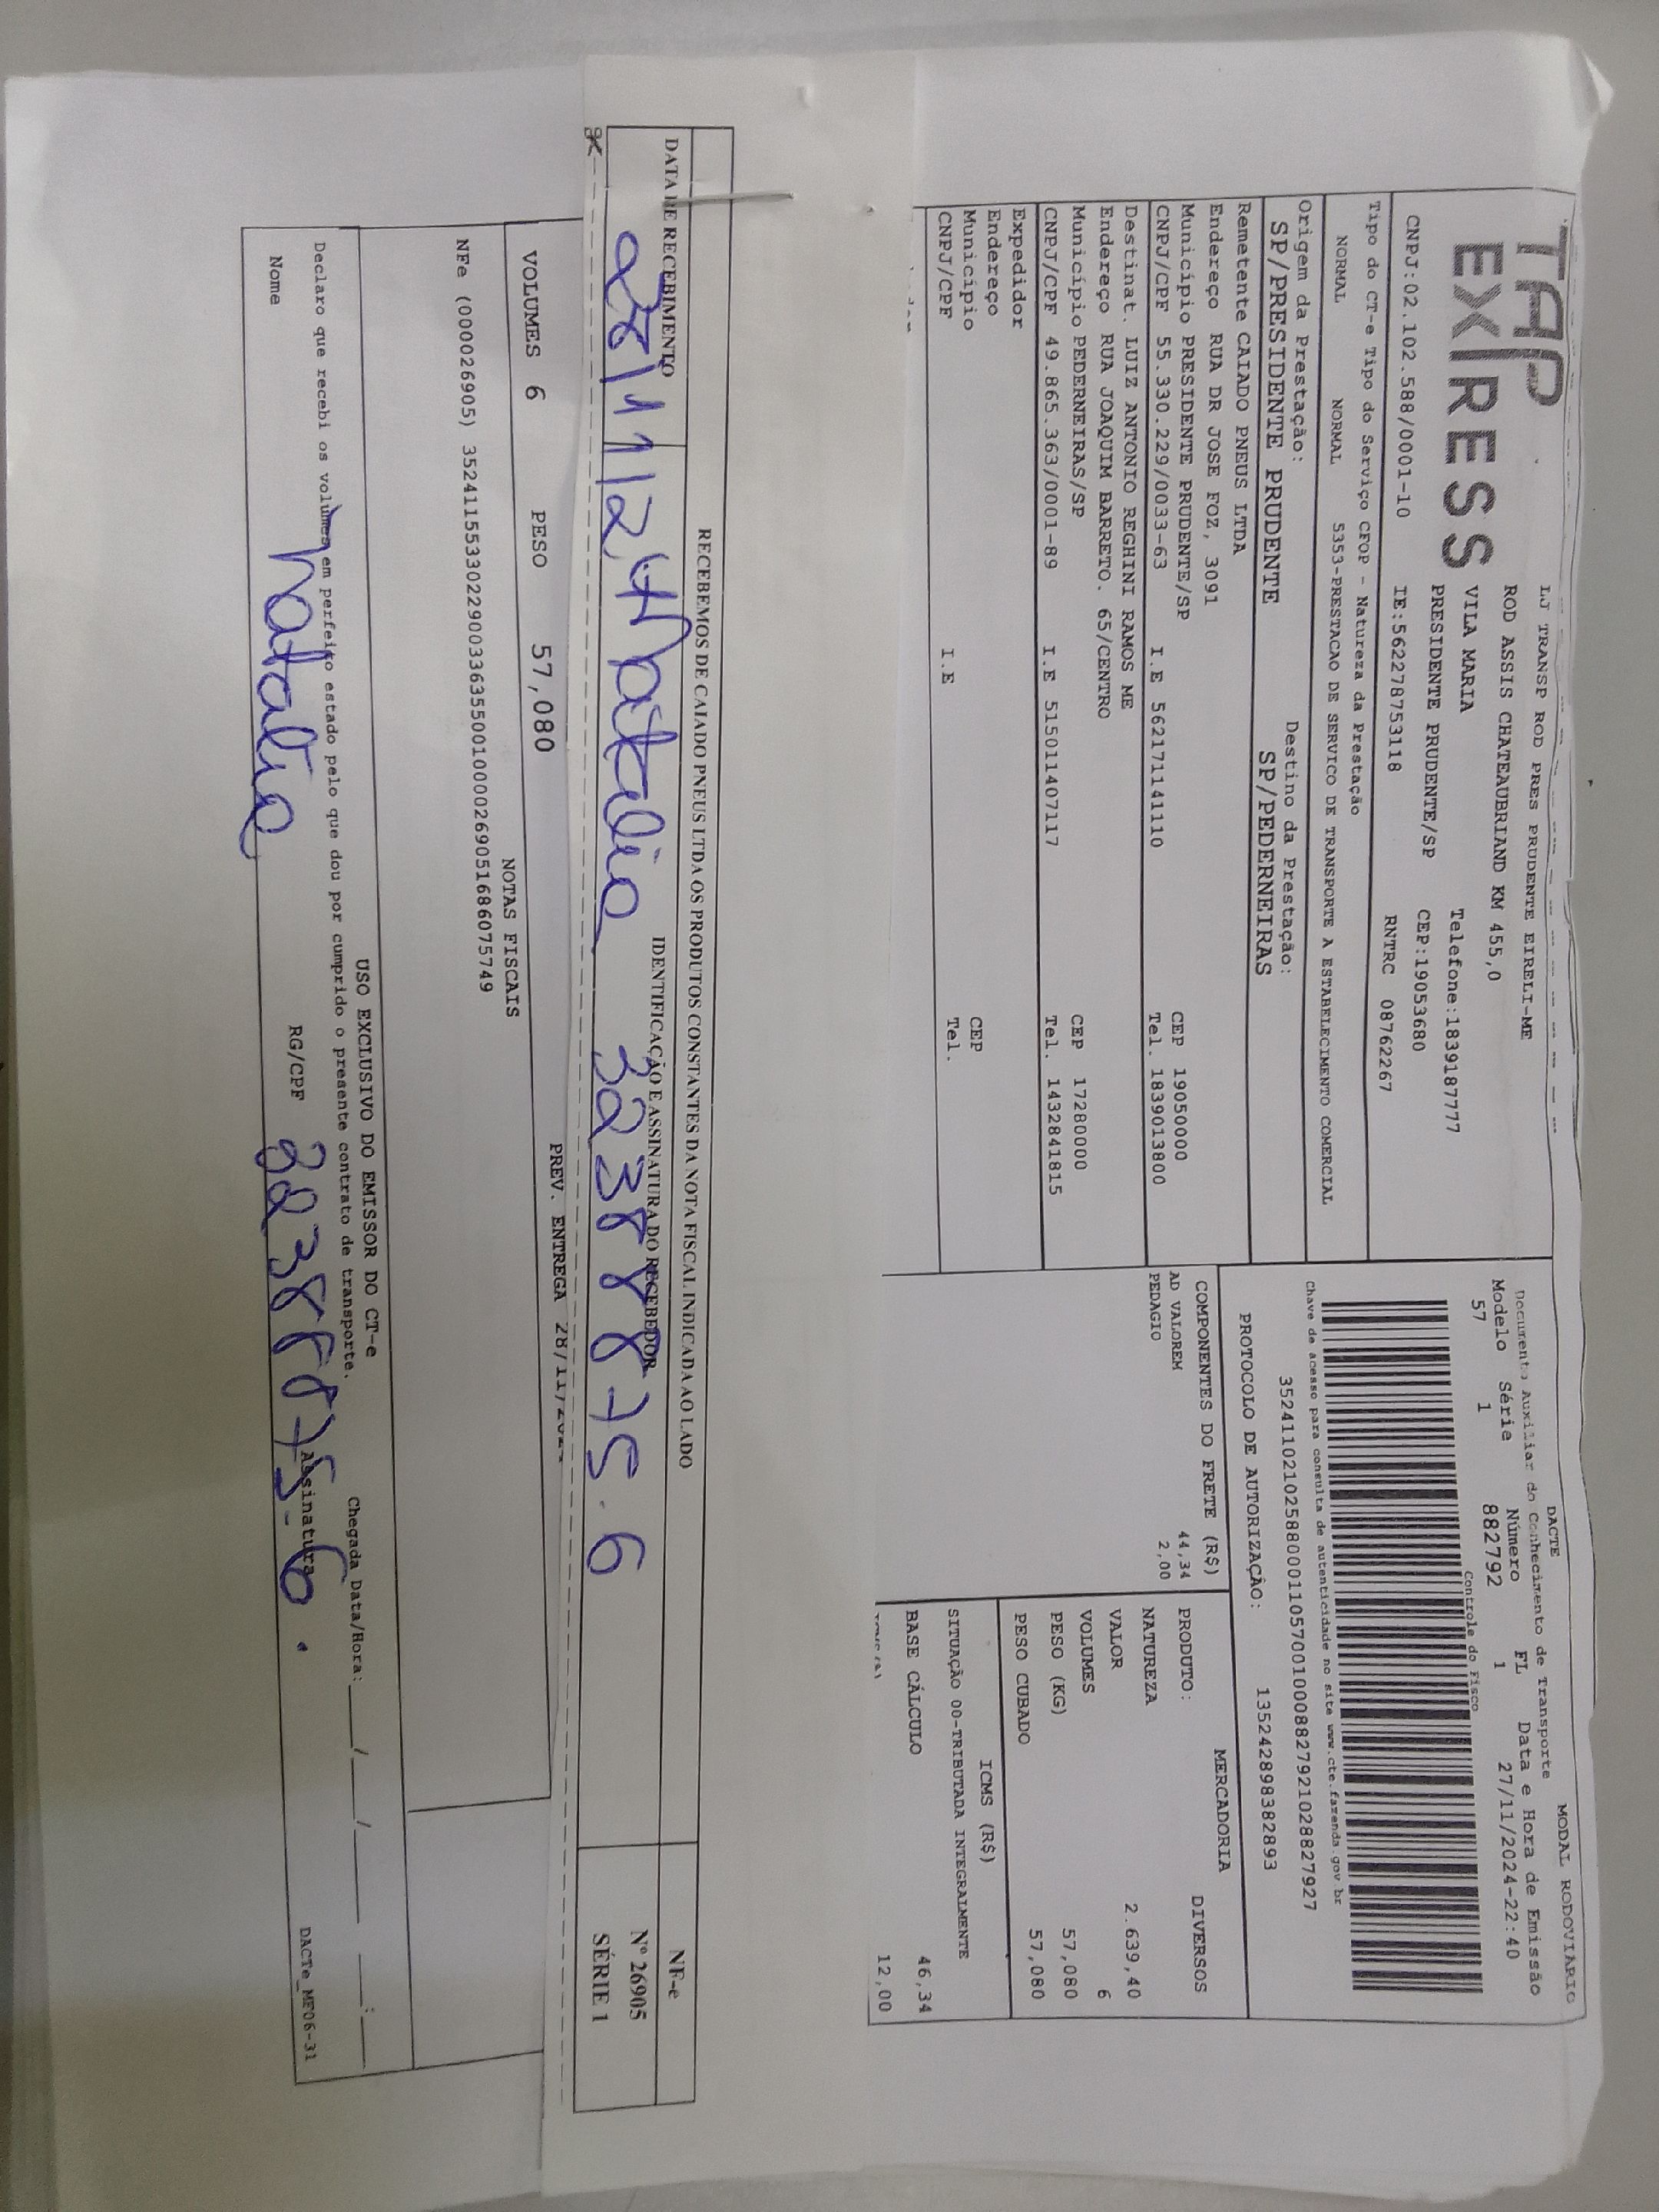 TAP EXPRESS
LJ TRANSP ROD PRES PRUDENTE EIRELI-ME
ROD ASSIS CHATEAUBRIAND KM 455,0
VILA MARIA
Telefone:1839187777
PRESIDENTE PRUDENTE/SP CEP:19053680
CNPJ:02.102.588/0001-10 IE:562278753118 RNTRC 08762267
Tipo do CT-e Tipo do Serviço CFOP - Natureza da Prestação
NORMAL NORMAL 5353-PRESTACAO DE SERVICO DE TRANSPORTE A ESTABELECIMENTO COMERCIAL
Origem da Prestação: Destino da Prestação:
SP/PRESIDENTE PRUDENTE SP/PEDERNEIRAS
Remetente CAIADO PNEUS LTDA
Endereço RUA DR JOSE FOZ, 3091
Município PRESIDENTE PRUDENTE/SP CEP 19050000
CNPJ/CPF 55.330.229/0033-63 I.E 562171141110 Tel. 1839013800
Destinat. LUIZ ANTONIO REGHINI RAMOS ME
Endereço RUA JOAQUIM BARRETO. 65/CENTRO
Município PEDERNEIRAS/SP CEP 17280000
CNPJ/CPF 49.865.363/0001-89 I.E 515011407117 Tel. 1432841815
Expedidor
Endereço
Município CEP
CNPJ/CPF I.E Tel.
MODAL RODOVIÁRIO
DACTE
Documento Auxiliar do Conhecimento de Transporte
Modelo Série Número FL Data e Hora de Emissão
57 1 882792 1 27/11/2024-22:40
Controle do Fisco
Chave de acesso para consulta de autenticidade no site www.cte.fazenda.gov.br
35241102102588000110570010008827921028827927
PROTOCOLO DE AUTORIZAÇÃO: 135242898382893
COMPONENTES DO FRETE (R$)
AD VALOREM 44,34
PEDAGIO 2,00
MERCADORIA
PRODUTO: DIVERSOS
NATUREZA
VALOR 2.639,40
VOLUMES 6
PESO (KG) 57,080
PESO CUBADO 57,080
ICMS (R$)
SITUAÇÃO 00-TRIBUTADA INTEGRALMENTE
BASE CÁLCULO 46,34
12,00
RECEBEMOS DE CAIADO PNEUS LTDA OS PRODUTOS CONSTANTES DA NOTA FISCAL INDICADA AO LADO
DATA DE RECEBIMENTO IDENTIFICAÇÃO E ASSINATURA DO RECEBEDOR
28/11/24 Natalia 32388875.6
NF-e
Nº 26905
SÉRIE 1
PREV. ENTREGA 28/11/
VOLUMES 6 PESO 57,080
NOTAS FISCAIS
NFe (000026905) 35241155330229003363550010000269051686075749
USO EXCLUSIVO DO EMISSOR DO CT-e
Declaro que recebi os volumes em perfeito estado pelo que dou por cumprido o presente contrato de transporte. Chegada Data/Hora: ___/___/___ ___:___
Nome Natalia RG/CPF 32388875-6 Assinatura
DACTe_MF06-31